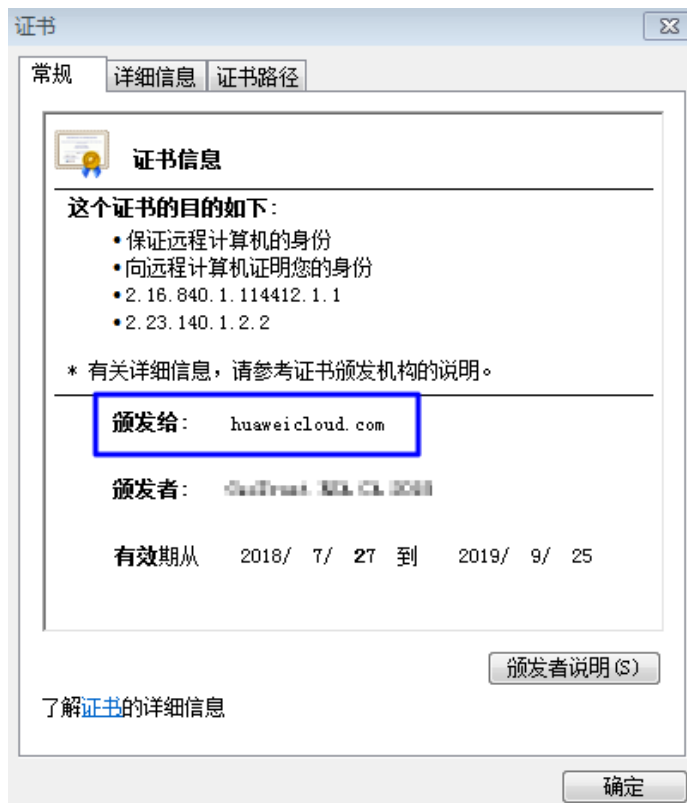 证书
常规 详细信息 证书路径
证书信息
这个证书的目的如下:
•保证远程计算机的身份
•向远程计算机证明您的身份
•2.16.840.1.114412.1.1
•2.23.140.1.2.2
* 有关详细信息，请参考证书颁发机构的说明。
颁发给: huaweicloud.com
颁发者:
有效期从 2018/ 7/ 27 到 2019/ 9/ 25
颁发者说明(S)
了解证书的详细信息
确定